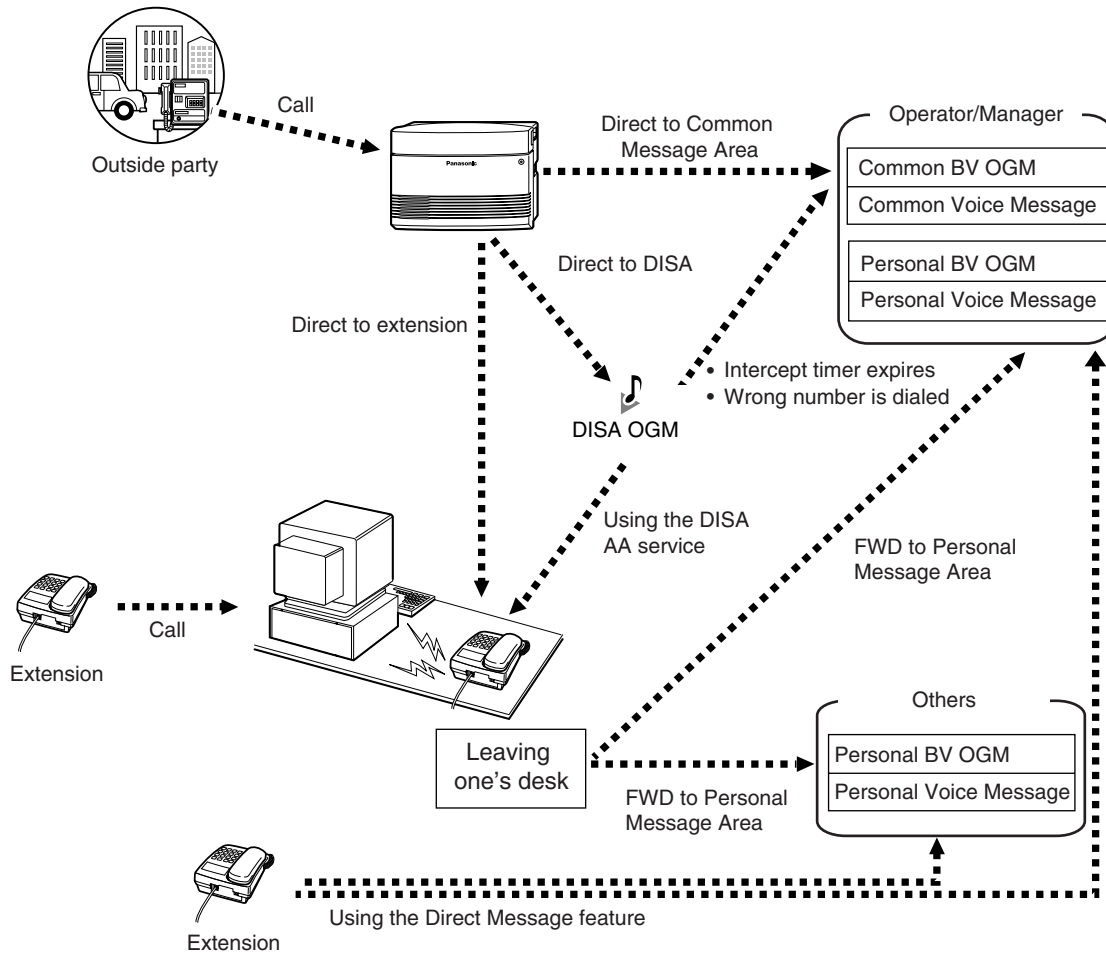 Call
Outside party
Panasonic
Direct to Common
Message Area
Operator/Manager
Common BV OGM
Common Voice Message
Personal BV OGM
Personal Voice Message
Direct to DISA
Direct to extension
• Intercept timer expires
• Wrong number is dialed
DISA OGM
Using the DISA
AA service
FWD to Personal
Message Area
Call
Extension
Leaving
one's desk
FWD to Personal
Message Area
Others
Personal BV OGM
Personal Voice Message
Using the Direct Message feature
Extension